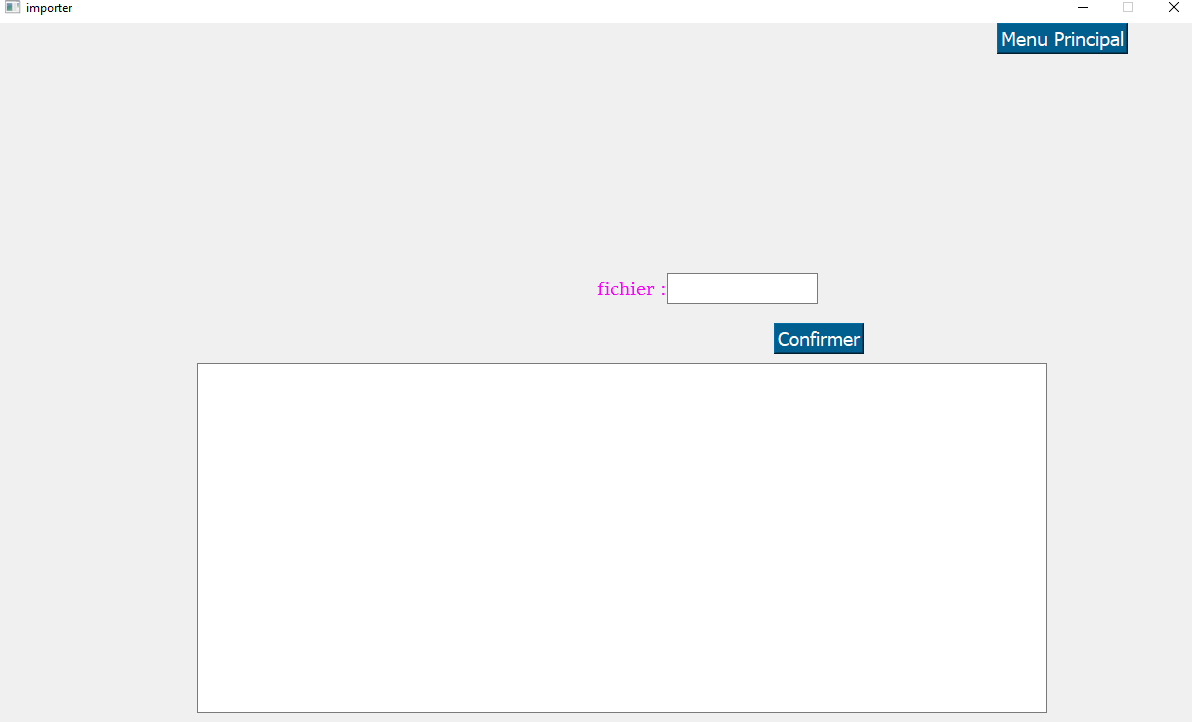 importer
Menu Principal
fichier :
Confirmer